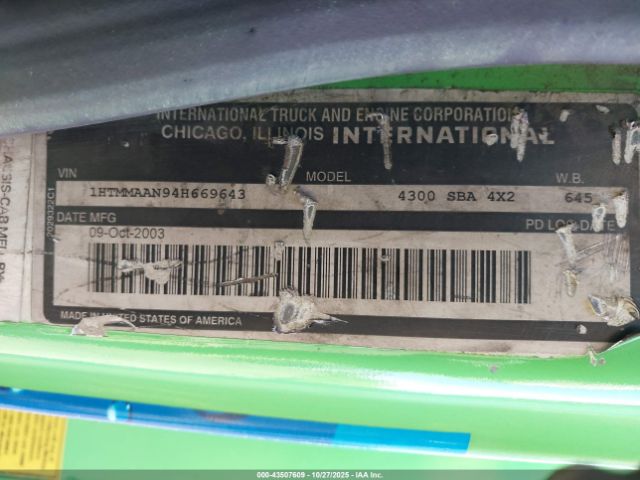 INTERNATIONAL TRUCK AND ENGINE CORPORATION
CHICAGO, ILLINOIS INTERNATIONAL
VIN MODEL W.B.
1HTMMAAN94H669643 4300 SBA 4X2 645
DATE MFG PD LOC DATE
09-Oct-2003
MADE IN UNITED STATES OF AMERICA
2029322C1
000-43507609 | 10/27/2025 | IAA Inc.